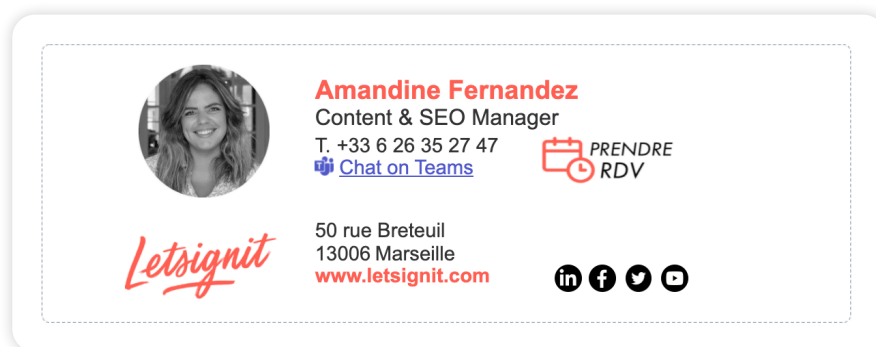 Amandine Fernandez
Content & SEO Manager
T. +33 6 26 35 27 47
Chat on Teams
PRENDRE
RDV
Letsignit
50 rue Breteuil
13006 Marseille
www.letsignit.com